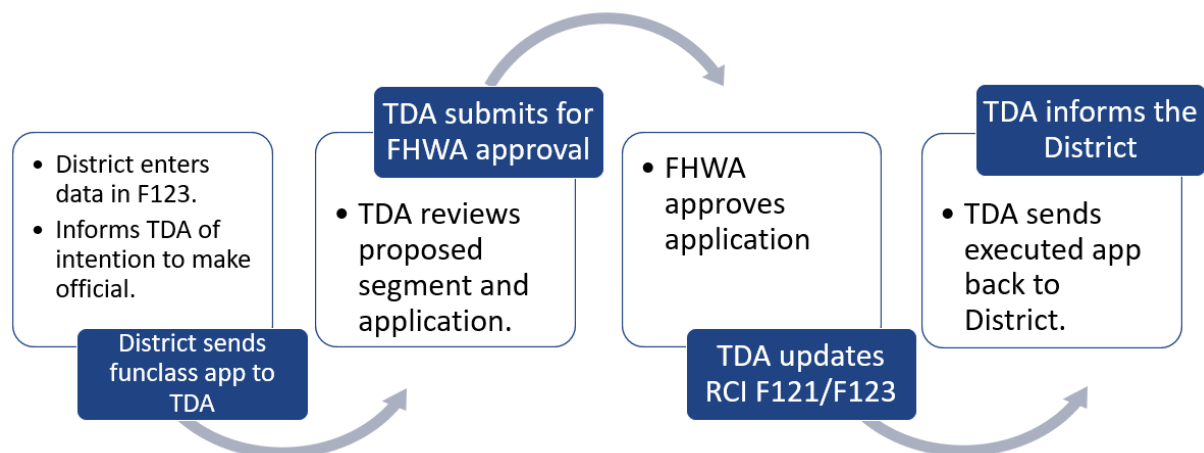 • District enters
data in F123.
• Informs TDA of
intention to make
official.
District sends
funclass app to
TDA
TDA submits for
FHWA approval
• TDA reviews
proposed
segment and
application.
• FHWA
approves
application
TDA updates
RCI F121/F123
TDA informs the
District
• TDA sends
executed app
back to
District.